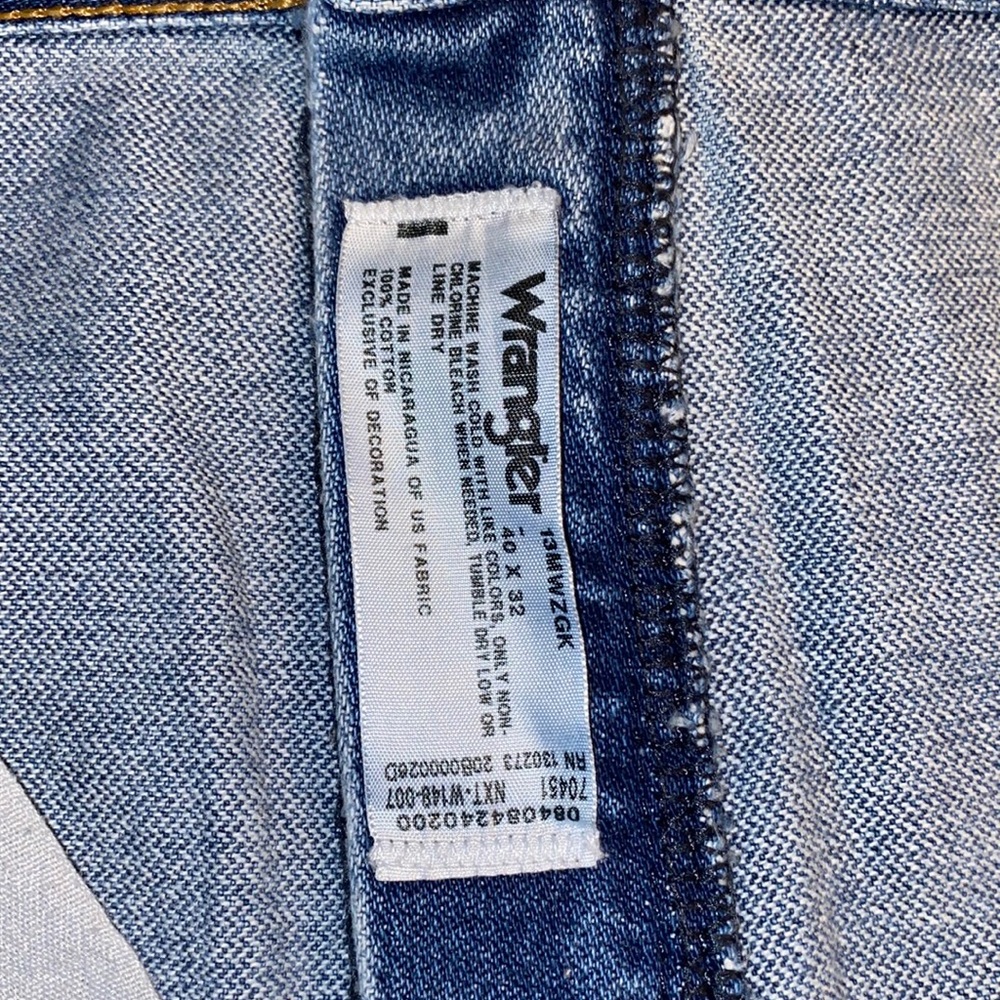 13MWZGK
Wrangler 40 X 32
MACHINE WASH COLD WITH LIKE COLORS, ONLY NON-
CHLORINE BLEACH WHEN NEEDED, TUMBLE DRY LOW OR
LINE DRY
MADE IN NICARAGUA OF US FABRIC
100% COTTON
EXCLUSIVE OF DECORATION
084084240200
70451 NXT-W148-007
RN 130273 20B000026D